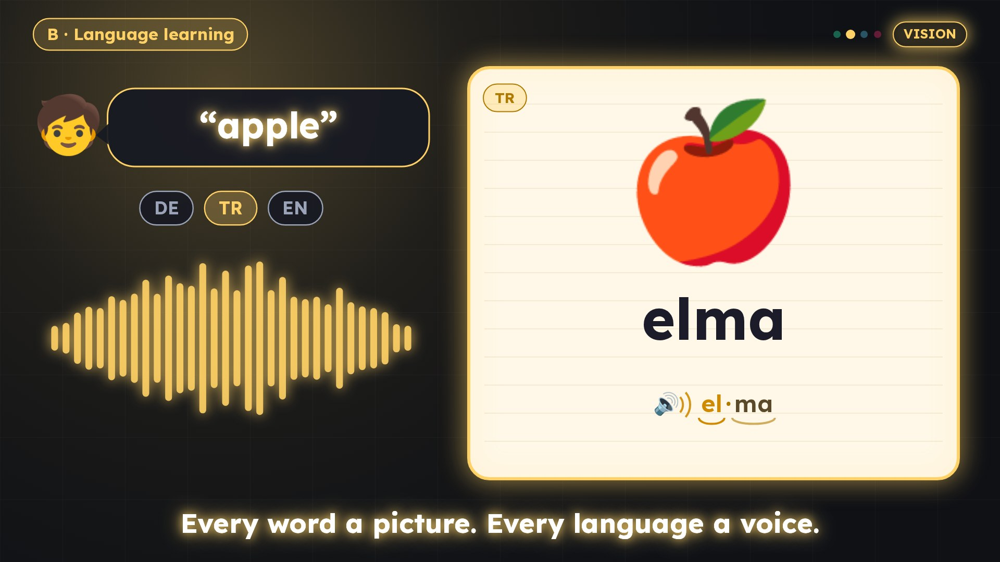 B · Language learning
VISION
“apple”
DE TR EN
TR
elma
el·ma
Every word a picture. Every language a voice.